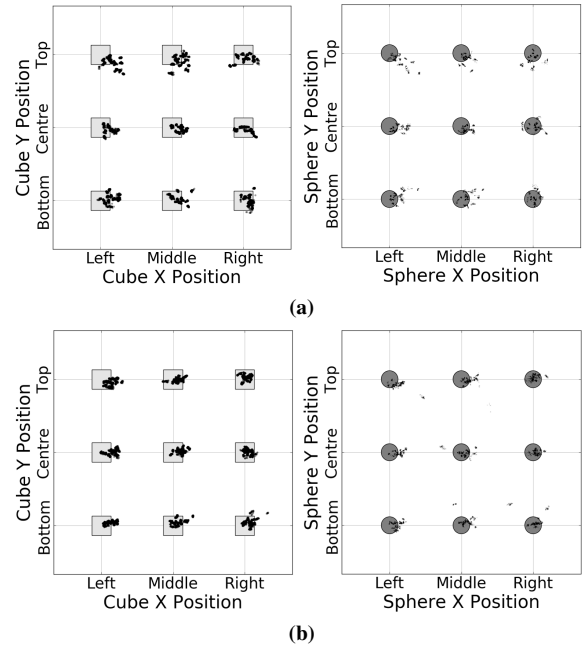 Cube Y Position
Top
Centre
Bottom
Left Middle Right
Cube X Position
Sphere Y Position
Top
Centre
Bottom
Left Middle Right
Sphere X Position
(a)
Cube Y Position
Top
Centre
Bottom
Left Middle Right
Cube X Position
Sphere Y Position
Top
Centre
Bottom
Left Middle Right
Sphere X Position
(b)